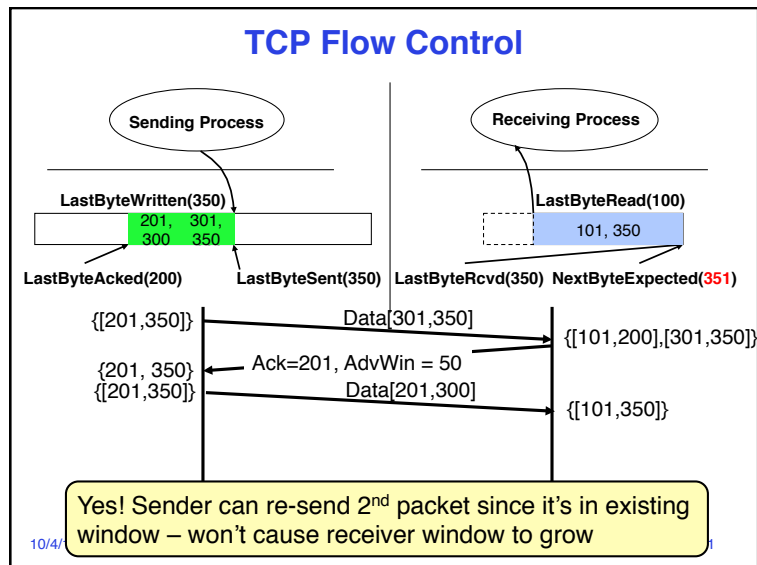 TCP Flow Control
Sending Process
Receiving Process
LastByteWritten(350)
LastByteRead(100)
201, 301,
300 350
101, 350
LastByteAcked(200)
LastByteSent(350)
LastByteRcvd(350)
NextByteExpected(351)
{[201,350]}
Data[301,350]
{[101,200],[301,350]}
Ack=201, AdvWin = 50
{201, 350}
{[201,350]}
Data[201,300]
{[101,350]}
Yes! Sender can re-send 2nd packet since it's in existing
window – won't cause receiver window to grow
10/4/